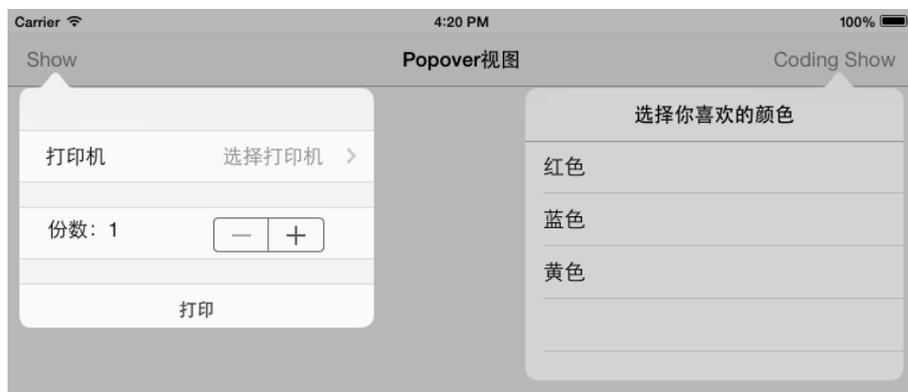 Carrier 4:20 PM 100%
Show Popover视图 Coding Show
选择你喜欢的颜色
打印机 选择打印机
红色
份数：1
蓝色
黄色
打印